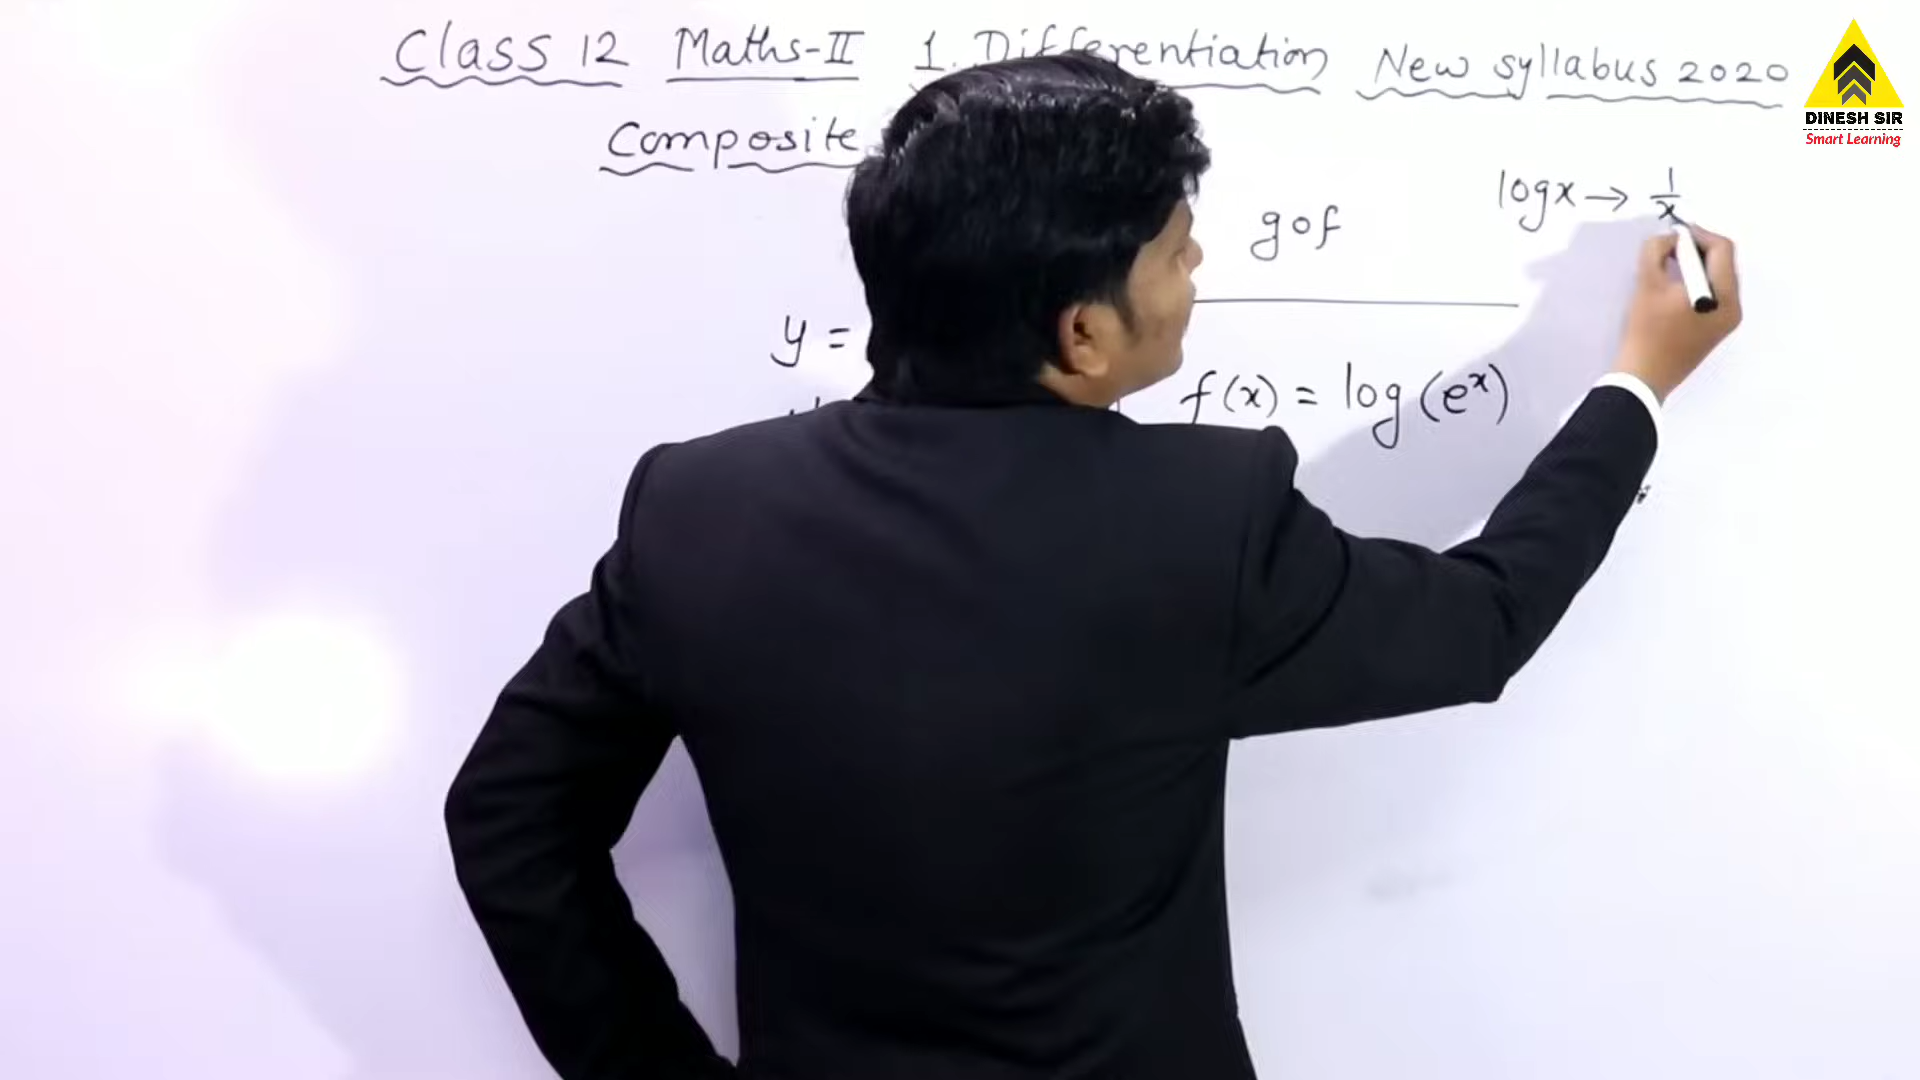 Class 12 Maths-II 1. Differentiation New syllabus 2020
Composite
DINESH SIR
Smart Learning
log x → 1/x
gof
y =
f(x) = log(eˣ)